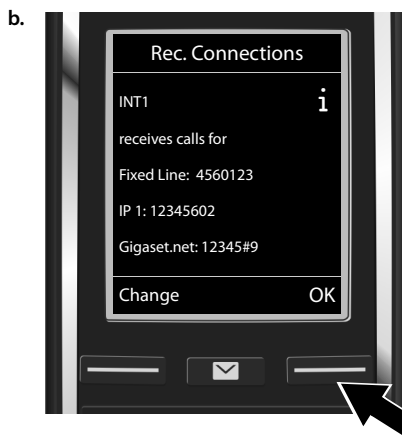 b.
Rec. Connections
INT1 i
receives calls for
Fixed Line: 4560123
IP 1: 12345602
Gigaset.net: 12345#9
Change OK